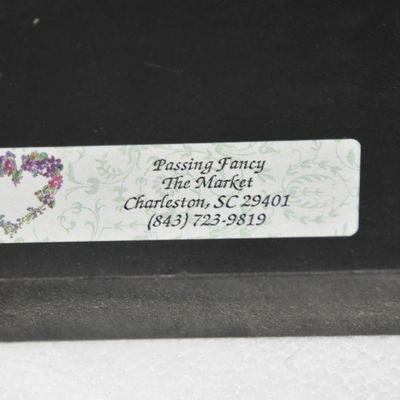 Passing Fancy
The Market
Charleston, SC 29401
(843) 723-9819